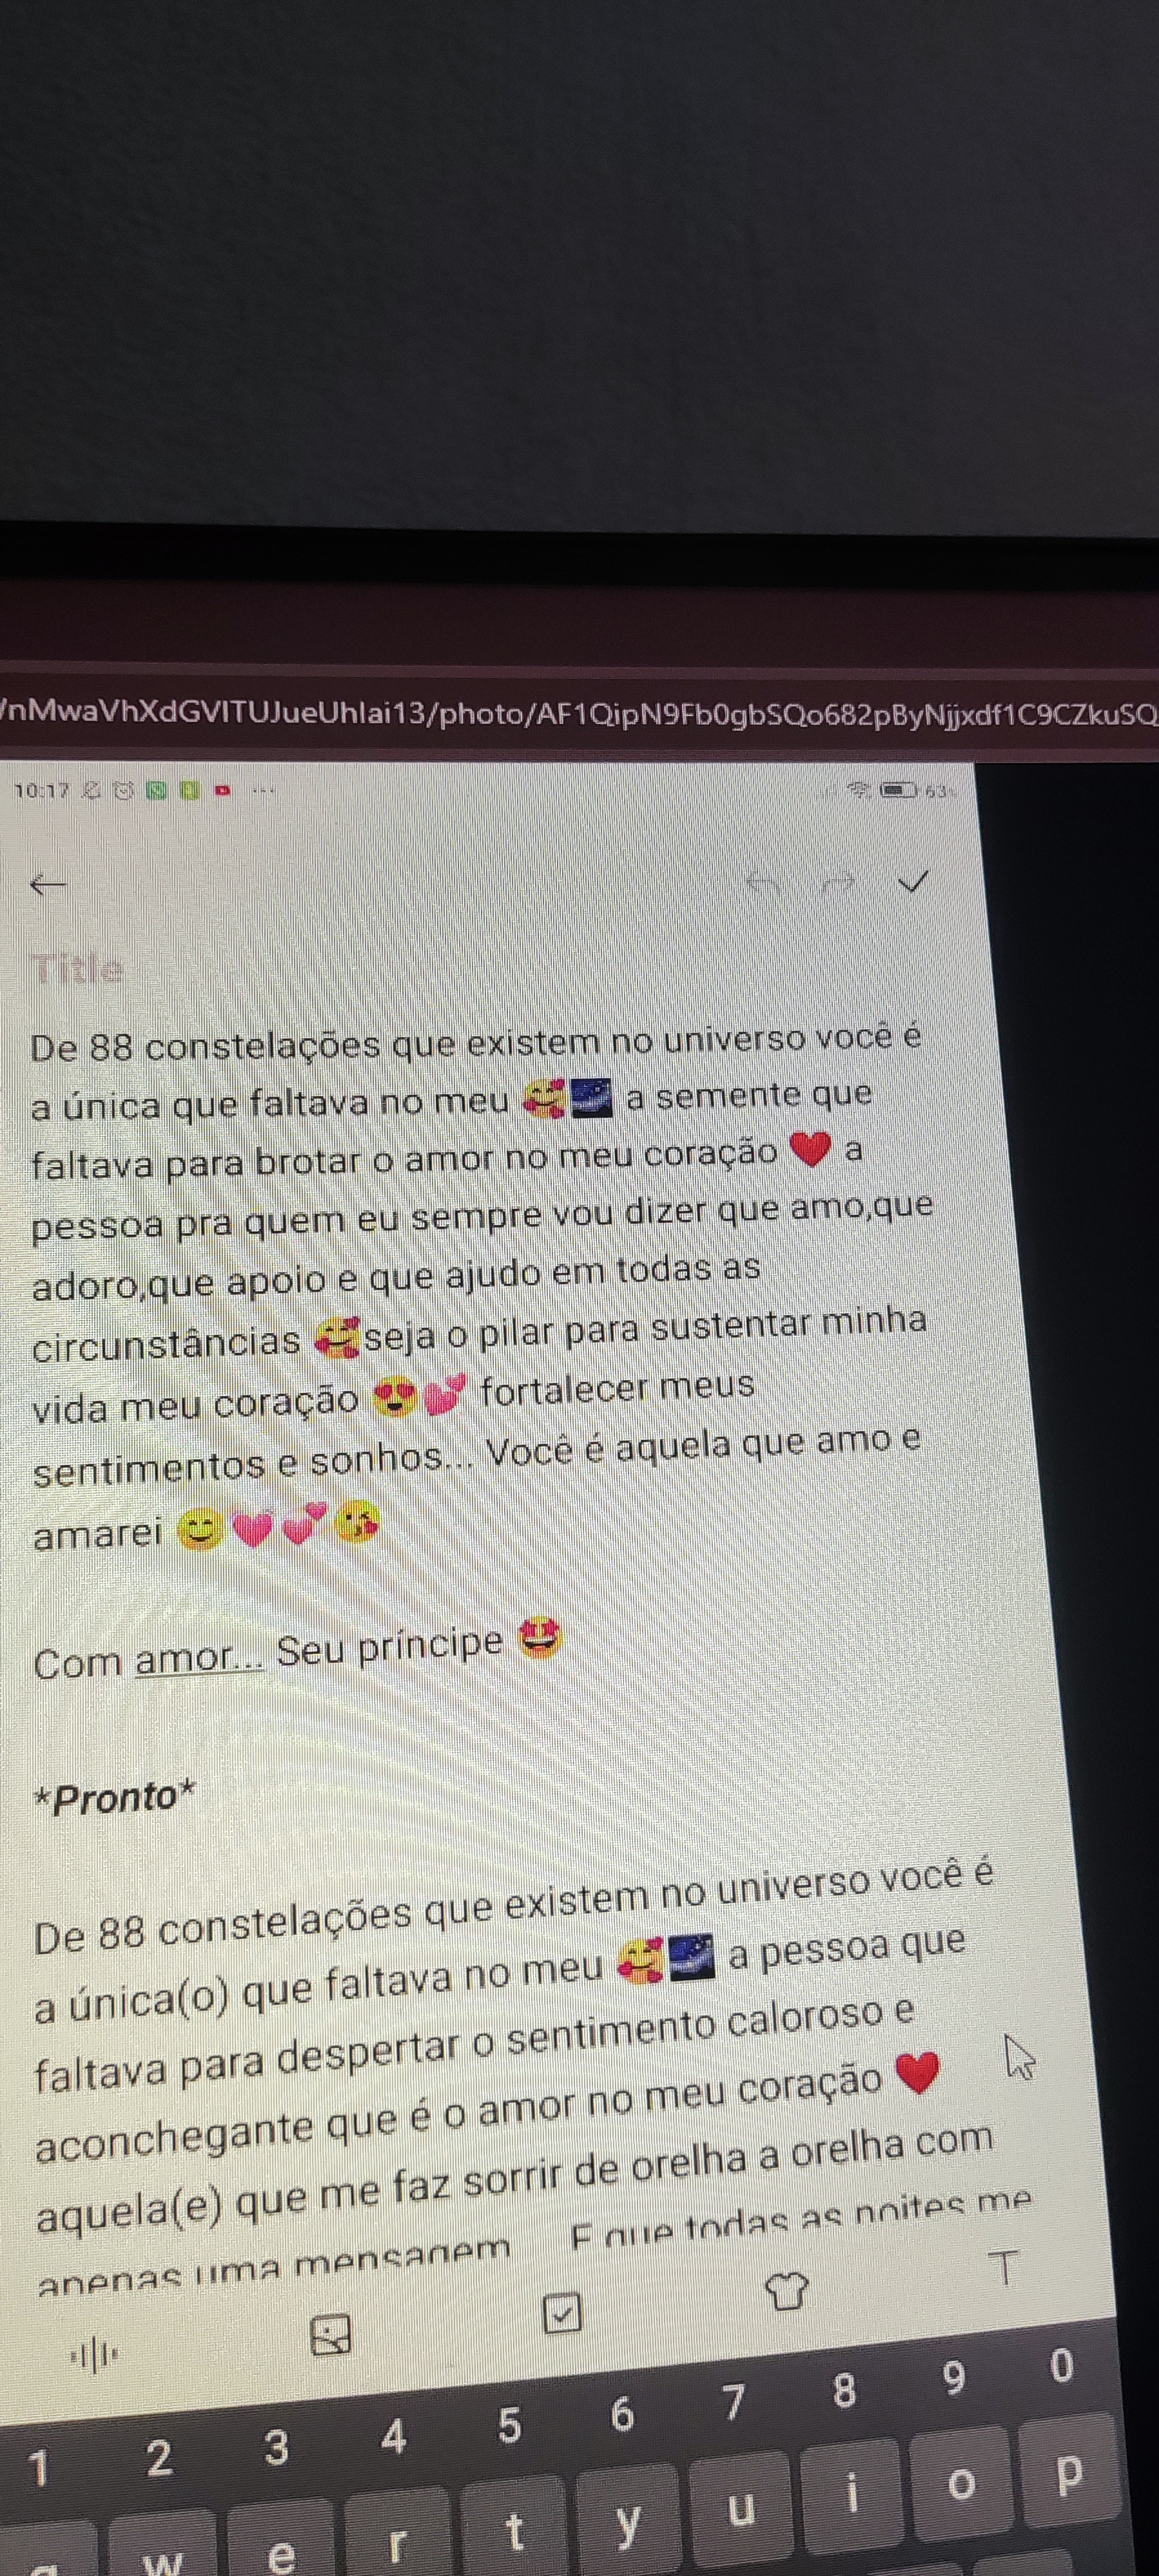 /nMwaVhXdGVITUJueUhlai13/photo/AF1QipN9Fb0gbSQo682pByNjjxdf1C9CZkuSQ
10:17 63%
Title
De 88 constelações que existem no universo você é
a única que faltava no meu 🥰🌌 a semente que
faltava para brotar o amor no meu coração ❤️ a
pessoa pra quem eu sempre vou dizer que amo,que
adoro,que apoio e que ajudo em todas as
circunstâncias 🥰seja o pilar para sustentar minha
vida meu coração 😍💕 fortalecer meus
sentimentos e sonhos... Você é aquela que amo e
amarei 😊💗💕😘
Com amor... Seu príncipe 🤩
*Pronto*
De 88 constelações que existem no universo você é
a única(o) que faltava no meu 🥰🌌 a pessoa que
faltava para despertar o sentimento caloroso e
aconchegante que é o amor no meu coração ❤️
aquela(e) que me faz sorrir de orelha a orelha com
apenas uma mensagem E que todas as noites me
T
1 2 3 4 5 6 7 8 9 0
q w e r t y u i o p